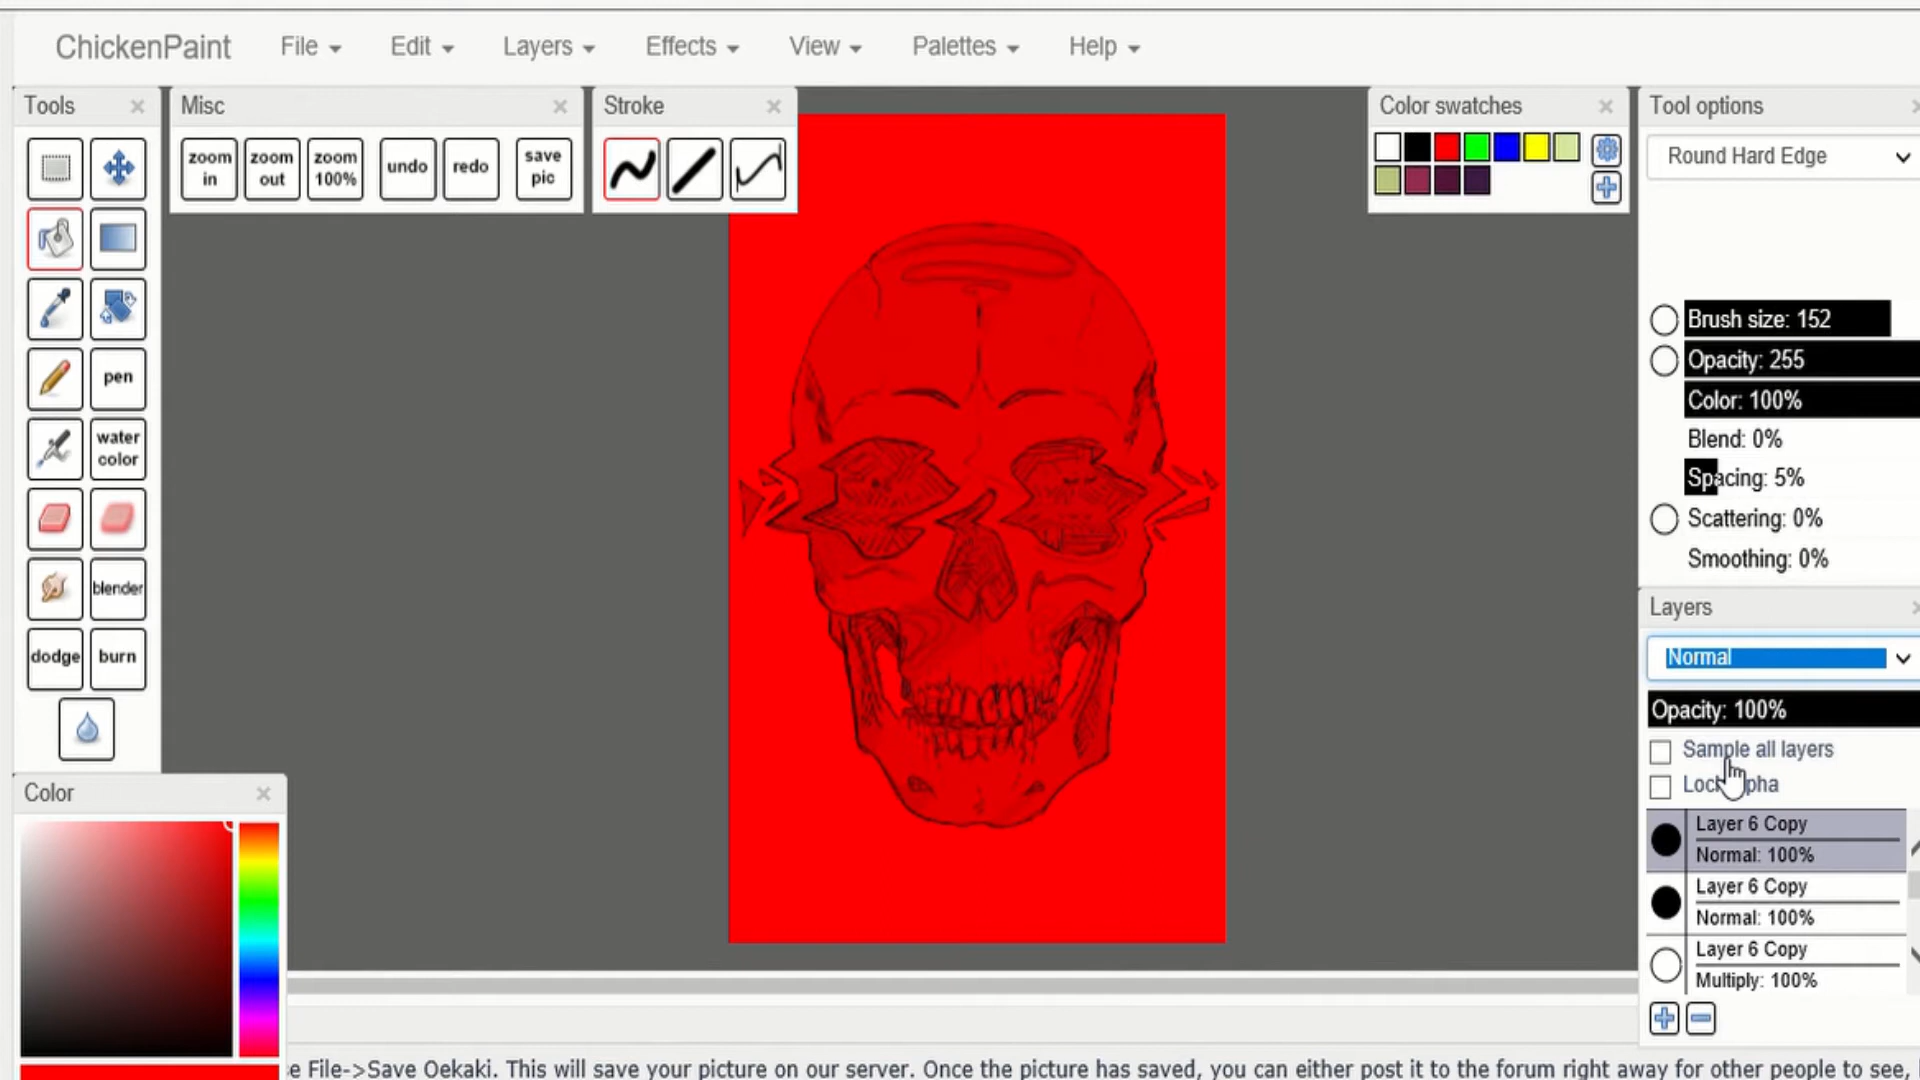 ChickenPaint File Edit Layers Effects View Palettes Help
Tools
Misc
Stroke
Color swatches
Tool options
zoom in
zoom out
zoom 100%
undo
redo
save pic
Round Hard Edge
pen
water color
blender
dodge
burn
Brush size: 152
Opacity: 255
Color: 100%
Blend: 0%
Spacing: 5%
Scattering: 0%
Smoothing: 0%
Layers
Normal
Opacity: 100%
Sample all layers
Color
Layer 6 Copy
Normal: 100%
Layer 6 Copy
Normal: 100%
Layer 6 Copy
Multiply: 100%
File->Save Oekaki. This will save your picture on our server. Once the picture has saved, you can either post it to the forum right away for other people to see,